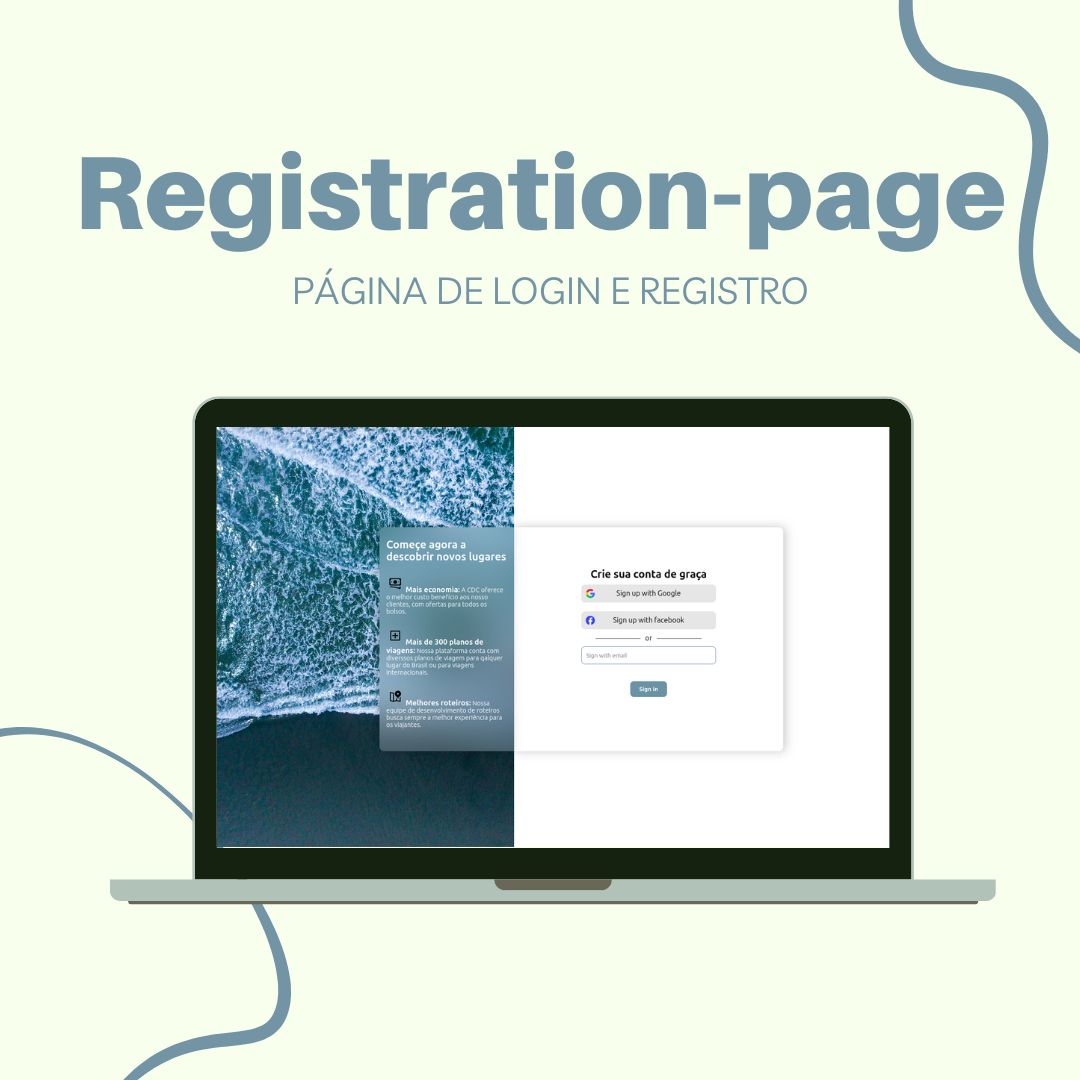 Registration-page
PÁGINA DE LOGIN E REGISTRO
Começe agora a
descobrir novos lugares
Mais economia: A CDC oferece
o melhor custo benefício aos nosso
clientes, com ofertas para todos os
bolsos.
Mais de 300 planos de
viagens: Nossa plataforma conta com
diverssos planos de viagem para qalquer
lugar do Brasil ou para viagens
internacionais.
Melhores roteiros: Nossa
equipe de desenvolvimento de roteiros
busca sempre a melhor experiência para
os viajantes.
Crie sua conta de graça
Sign up with Google
Sign up with facebook
or
Sign with email
Sign in